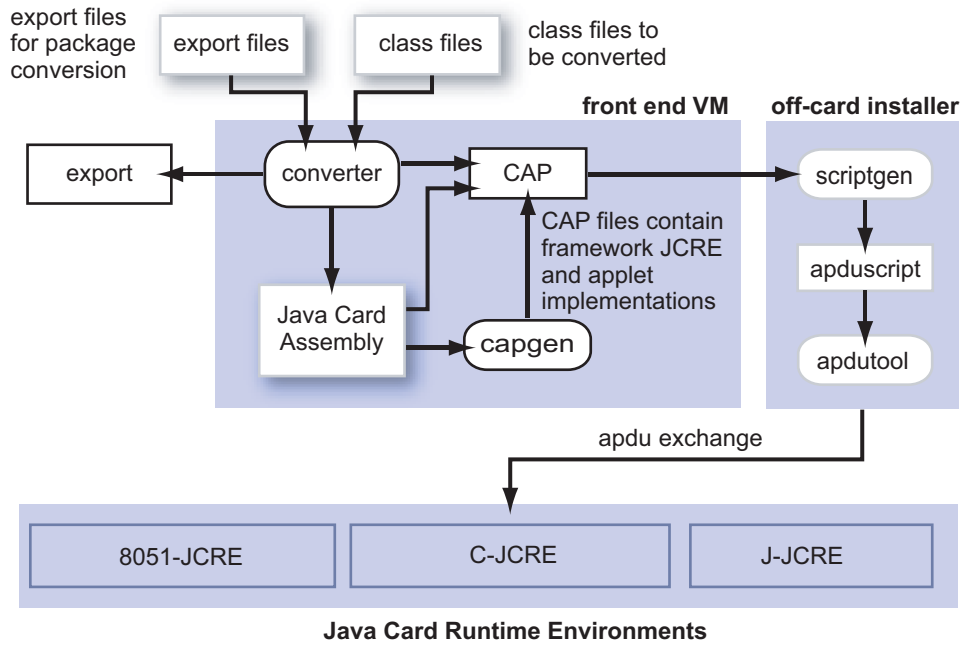 export files
for package
conversion
export files
class files
class files to
be converted
front end VM
off-card installer
export
converter
CAP
scriptgen
CAP files contain
framework JCRE
and applet
implementations
apduscript
Java Card
Assembly
capgen
apdutool
apdu exchange
8051-JCRE
C-JCRE
J-JCRE
Java Card Runtime Environments